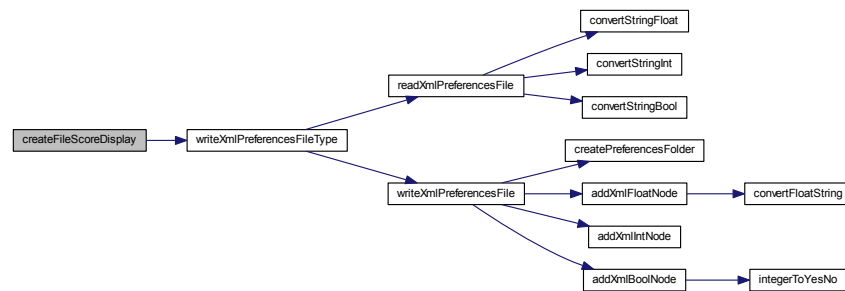 createFileScoreDisplay
writeXmlPreferencesFileType
readXmlPreferencesFile
convertStringFloat
convertStringInt
convertStringBool
writeXmlPreferencesFile
createPreferencesFolder
addXmlFloatNode
convertFloatString
addXmlIntNode
addXmlBoolNode
integerToYesNo